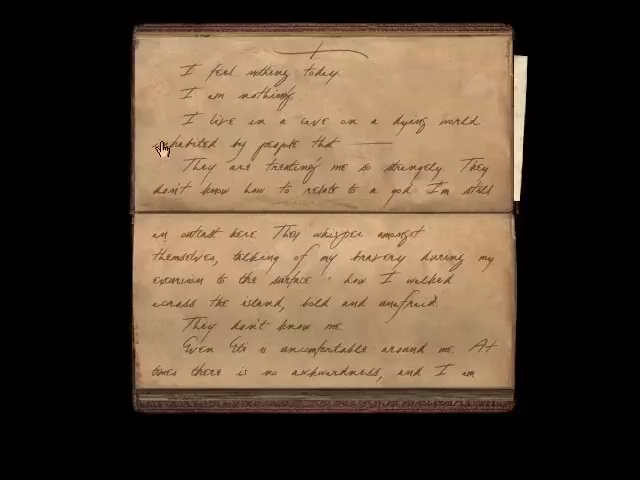 I feel nothing today.
I am nothing.
I live in a cave on a dying world
inhabited by people that ———
They are treating me so strangely. They
don't know how to relate to a god. I'm still
an outcast here. They whisper amongst
themselves, talking of my bravery during my
excursion to the surface - how I walked
across the island, bold and unafraid.
They don't know me.
Even Eti is uncomfortable around me. At
times there is no awkwardness, and I am